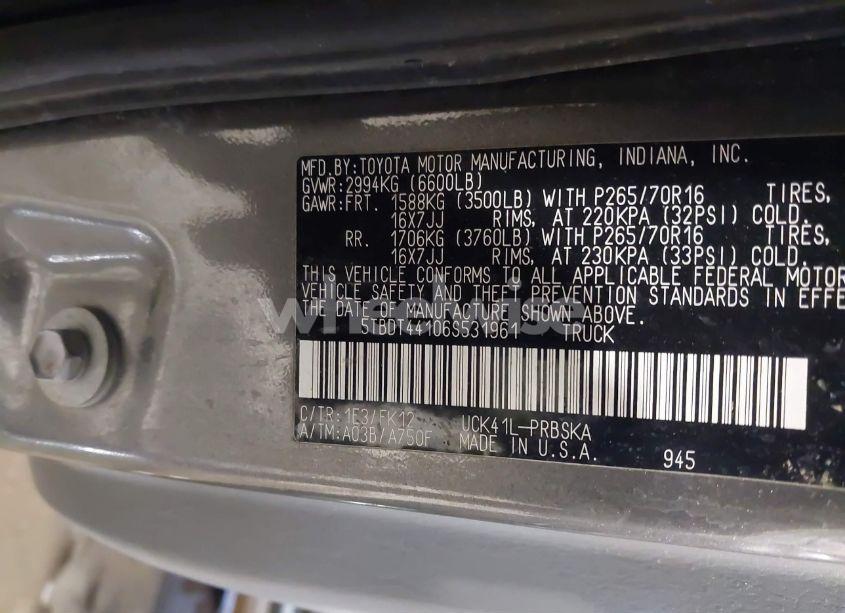 MFD.BY:TOYOTA MOTOR MANUFACTURING, INDIANA, INC.
GVWR:2994KG (6600LB)
GAWR:FRT. 1588KG (3500LB) WITH P265/70R16 TIRES,
16X7JJ RIMS, AT 220KPA (32PSI) COLD.
RR. 1706KG (3760LB) WITH P265/70R16 TIRES,
16X7JJ RIMS, AT 230KPA (33PSI) COLD.
THIS VEHICLE CONFORMS TO ALL APPLICABLE FEDERAL MOTOR
VEHICLE SAFETY AND THEFT PREVENTION STANDARDS IN EFFE
THE DATE OF MANUFACTURE SHOWN ABOVE.
5TBDT44106S531961 TRUCK
C/TR:1E3/FK12 UCK41L-PRBSKA
A/TM:A03B/A750F MADE IN U.S.A. 945